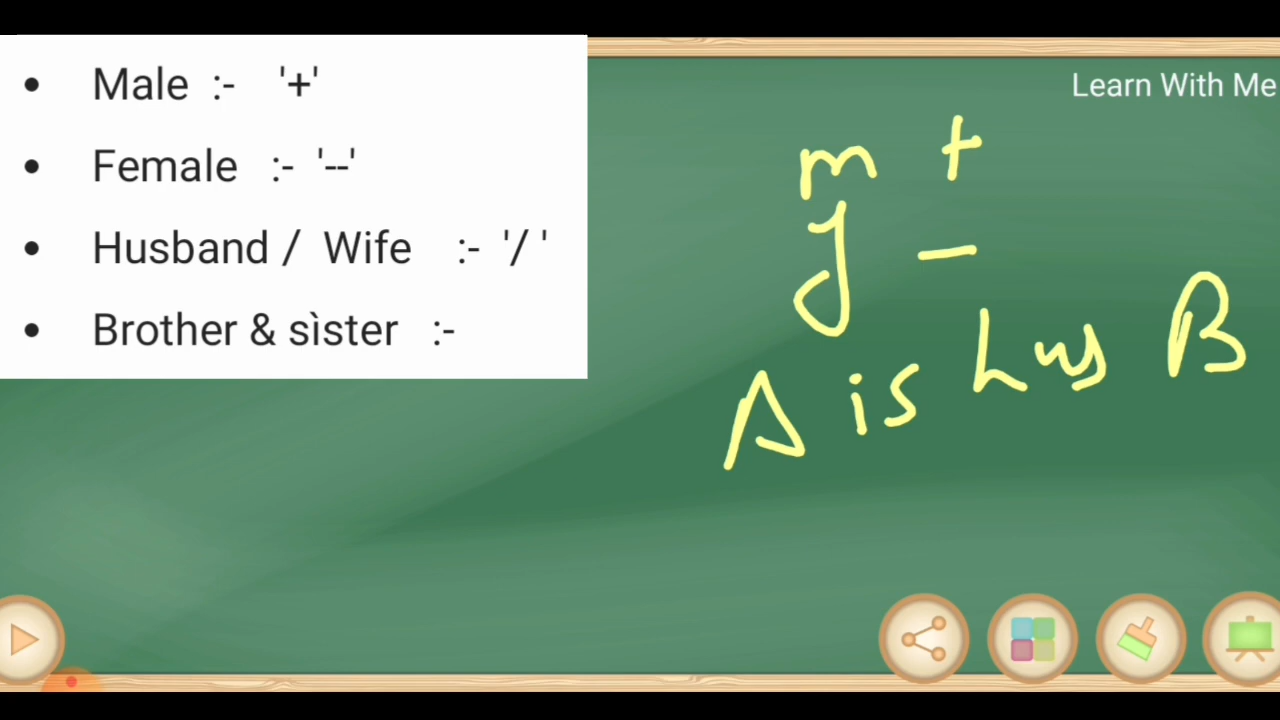 • Male :- '+'
• Female :- '--'
• Husband / Wife :- '/ '
• Brother & sìster :-
Learn With Me
m +
f –
A is hus B